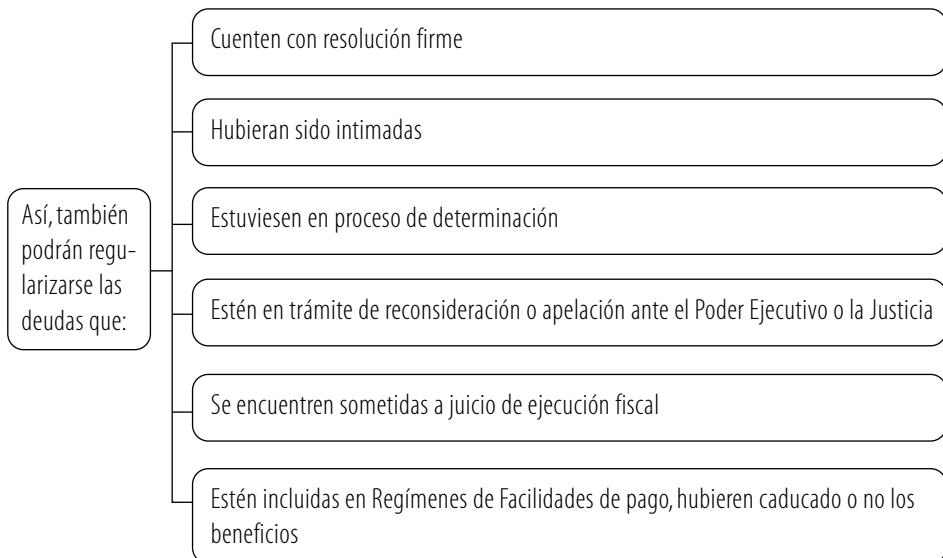 Cuenten con resolución firme
Hubieran sido intimadas
Así, también
podrán regu-
larizarse las
deudas que:
Estuviesen en proceso de determinación
Estén en trámite de reconsideración o apelación ante el Poder Ejecutivo o la Justicia
Se encuentren sometidas a juicio de ejecución fiscal
Estén incluidas en Regímenes de Facilidades de pago, hubieren caducado o no los
beneficios